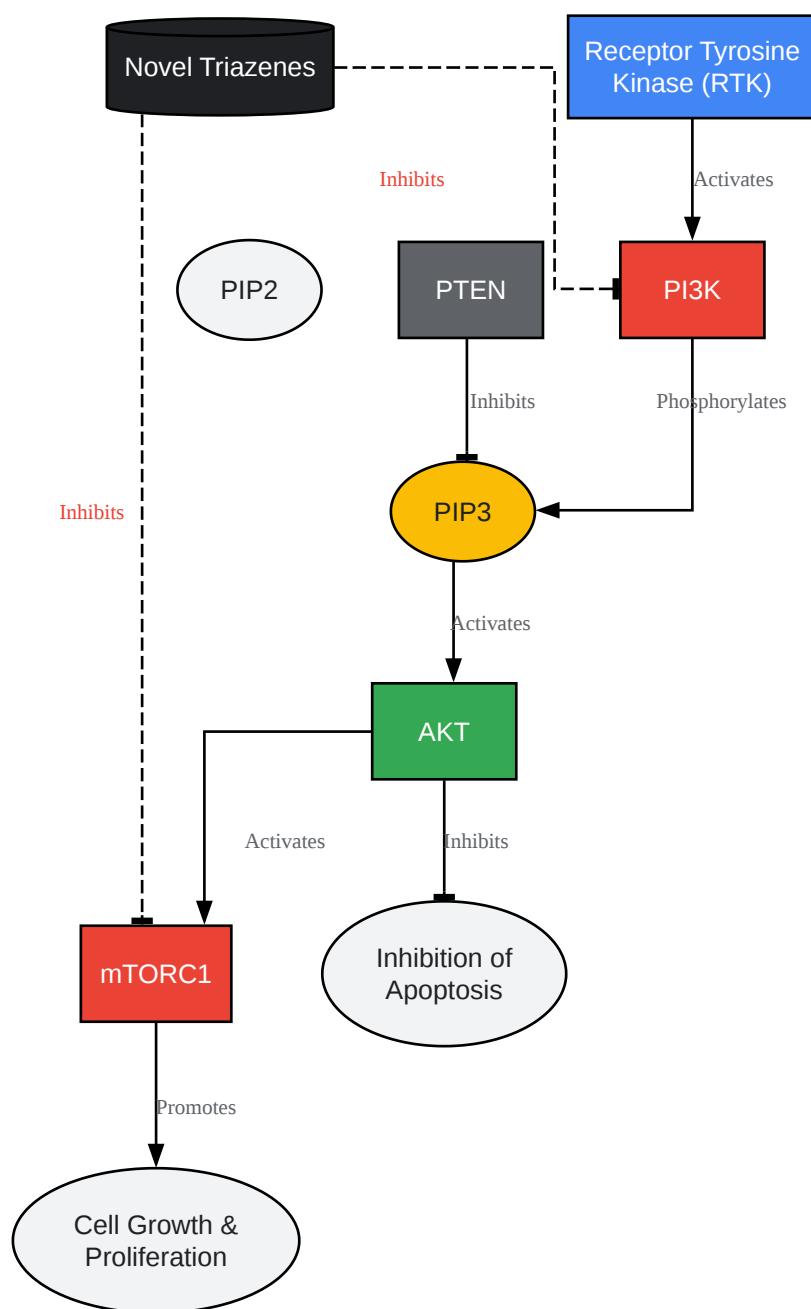 Novel Triazenes
Receptor Tyrosine
Kinase (RTK)
Inhibits
Activates
PIP2
PTEN
PI3K
Inhibits
Phosphorylates
Inhibits
PIP3
Activates
AKT
Activates
Inhibits
mTORC1
Inhibition of
Apoptosis
Promotes
Cell Growth &
Proliferation